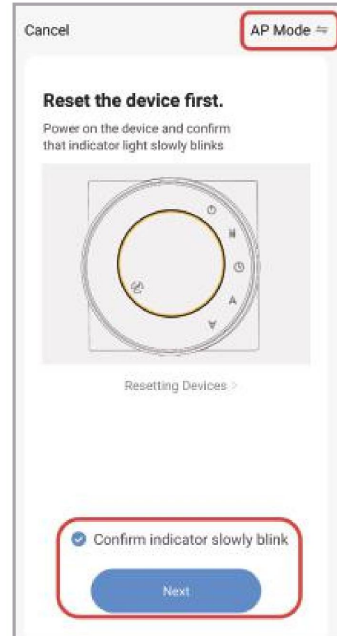 Cancel
AP Mode ⇋
Reset the device first.
Power on the device and confirm
that indicator light slowly blinks
Resetting Devices >
Confirm indicator slowly blink
Next